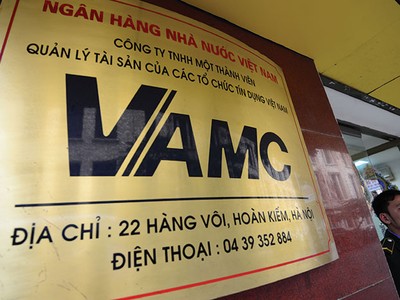 NGÂN HÀNG NHÀ NƯỚC VIỆT NAM
CÔNG TY TNHH MỘT THÀNH VIÊN
QUẢN LÝ TÀI SẢN CỦA CÁC TỔ CHỨC TÍN DỤNG VIỆT NAM
VAMC
ĐỊA CHỈ : 22 HÀNG VÔI, HOÀN KIẾM, HÀ NỘI
ĐIỆN THOẠI : 04 39 352 884